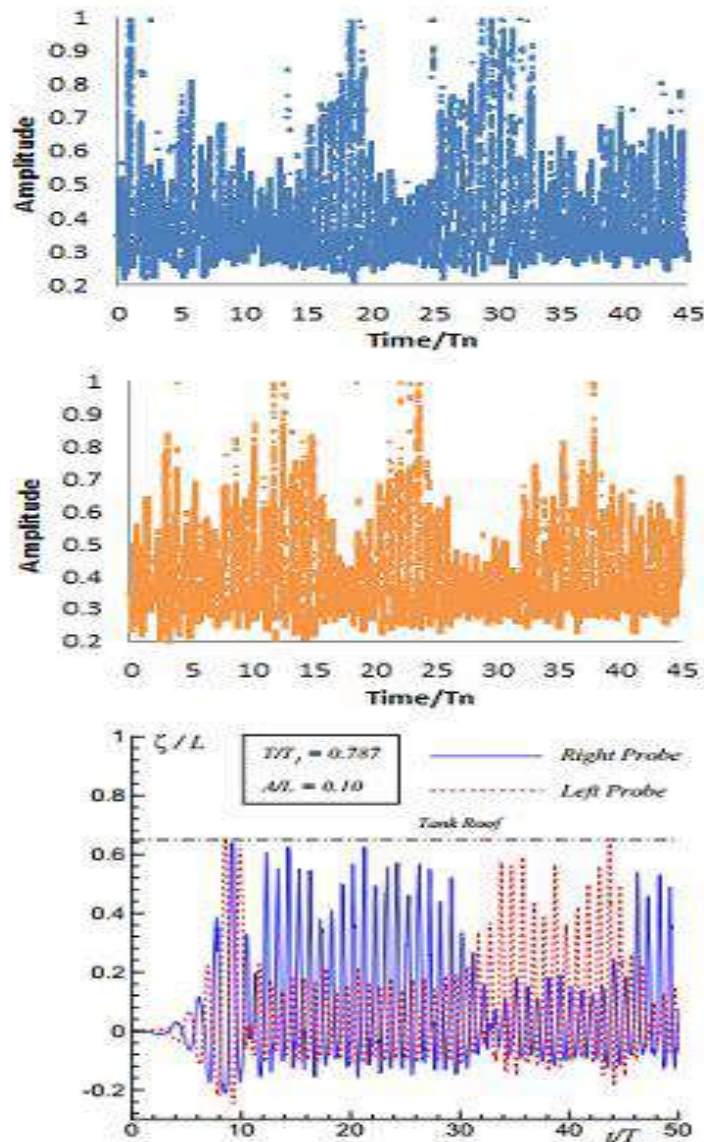 Amplitude
1
0.9
0.8
0.7
0.6
0.5
0.4
0.3
0.2
0 5 10 15 20 25 30 35 40 45
Time/Tn
Amplitude
1
0.9
0.8
0.7
0.6
0.5
0.4
0.3
0.2
0 5 10 15 20 25 30 35 40 45
Time/Tn
1
0.8
0.6
0.4
0.2
0
-0.2
ζ / L
T/T₁ = 0.787
A/L = 0.10
Right Probe
Left Probe
Tank Roof
0 10 20 30 40 t/T 50